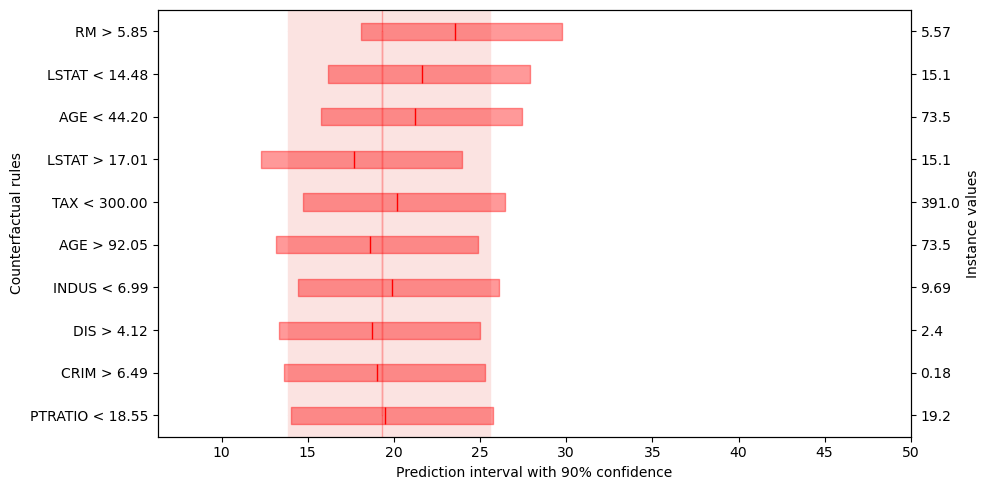 RM > 5.85 5.57
LSTAT < 14.48 15.1
AGE < 44.20 73.5
LSTAT > 17.01 15.1
TAX < 300.00 391.0
AGE > 92.05 73.5
INDUS < 6.99 9.69
DIS > 4.12 2.4
CRIM > 6.49 0.18
PTRATIO < 18.55 19.2
Counterfactual rules
Instance values
10 15 20 25 30 35 40 45 50
Prediction interval with 90% confidence